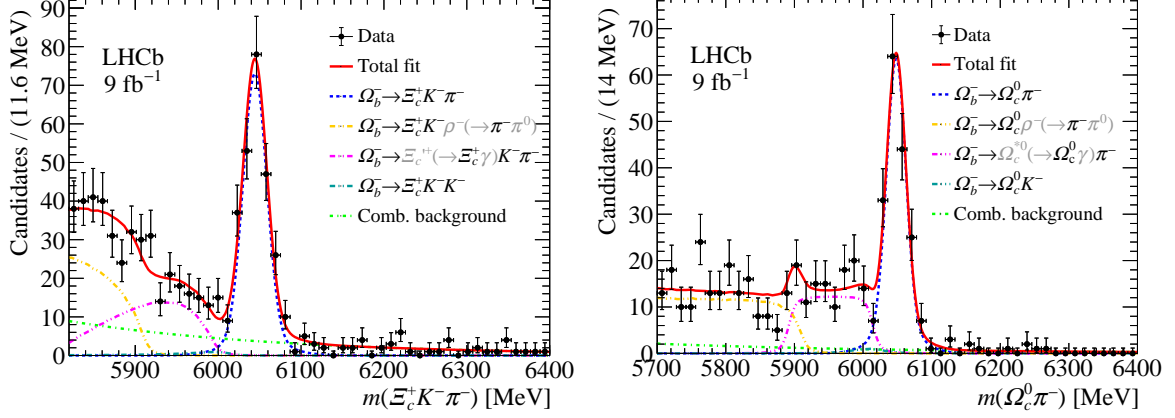 Candidates / (11.6 MeV)
90
80
70
60
50
40
30
20
10
0
LHCb
9 fb⁻¹
Data
Total fit
Ω_b⁻→Ξ_c⁺K⁻π⁻
Ω_b⁻→Ξ_c⁺K⁻ρ⁻(→π⁻π⁰)
Ω_b⁻→Ξ_c'⁺(→Ξ_c⁺γ)K⁻π⁻
Ω_b⁻→Ξ_c⁺K⁻K⁻
Comb. background
5900 6000 6100 6200 6300 6400
m(Ξ_c⁺K⁻π⁻) [MeV]
Candidates / (14 MeV)
80
70
60
50
40
30
20
10
0
LHCb
9 fb⁻¹
Data
Total fit
Ω_b⁻→Ω_c⁰π⁻
Ω_b⁻→Ω_c⁰ρ⁻(→π⁻π⁰)
Ω_b⁻→Ω_c*⁰(→Ω_c⁰γ)π⁻
Ω_b⁻→Ω_c⁰K⁻
Comb. background
5700 5800 5900 6000 6100 6200 6300 6400
m(Ω_c⁰π⁻) [MeV]